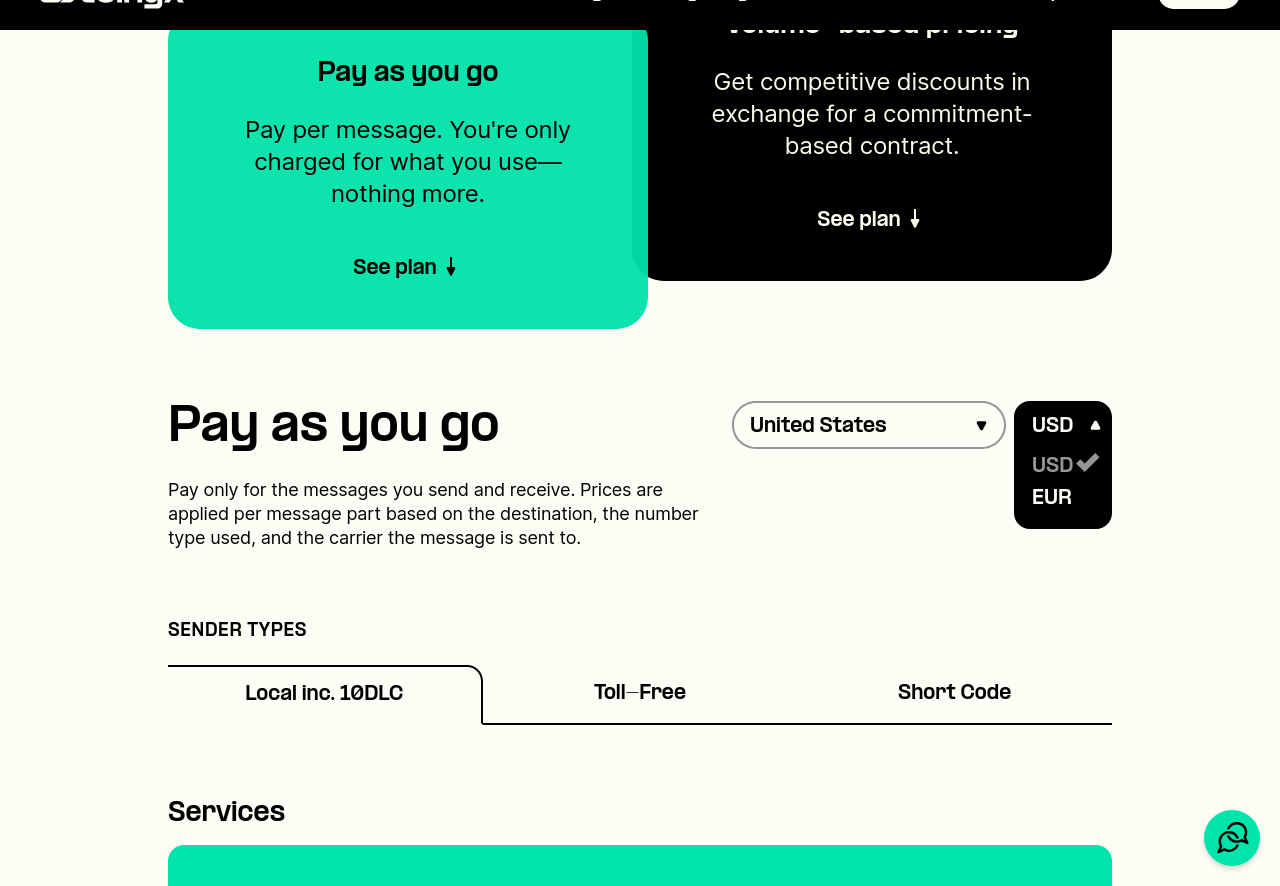 Pay as you go
Pay per message. You're only
charged for what you use—
nothing more.
See plan
Volume-based pricing
Get competitive discounts in
exchange for a commitment-
based contract.
See plan
Pay as you go
United States
USD
USD
EUR
Pay only for the messages you send and receive. Prices are
applied per message part based on the destination, the number
type used, and the carrier the message is sent to.
SENDER TYPES
Local inc. 10DLC
Toll-Free
Short Code
Services